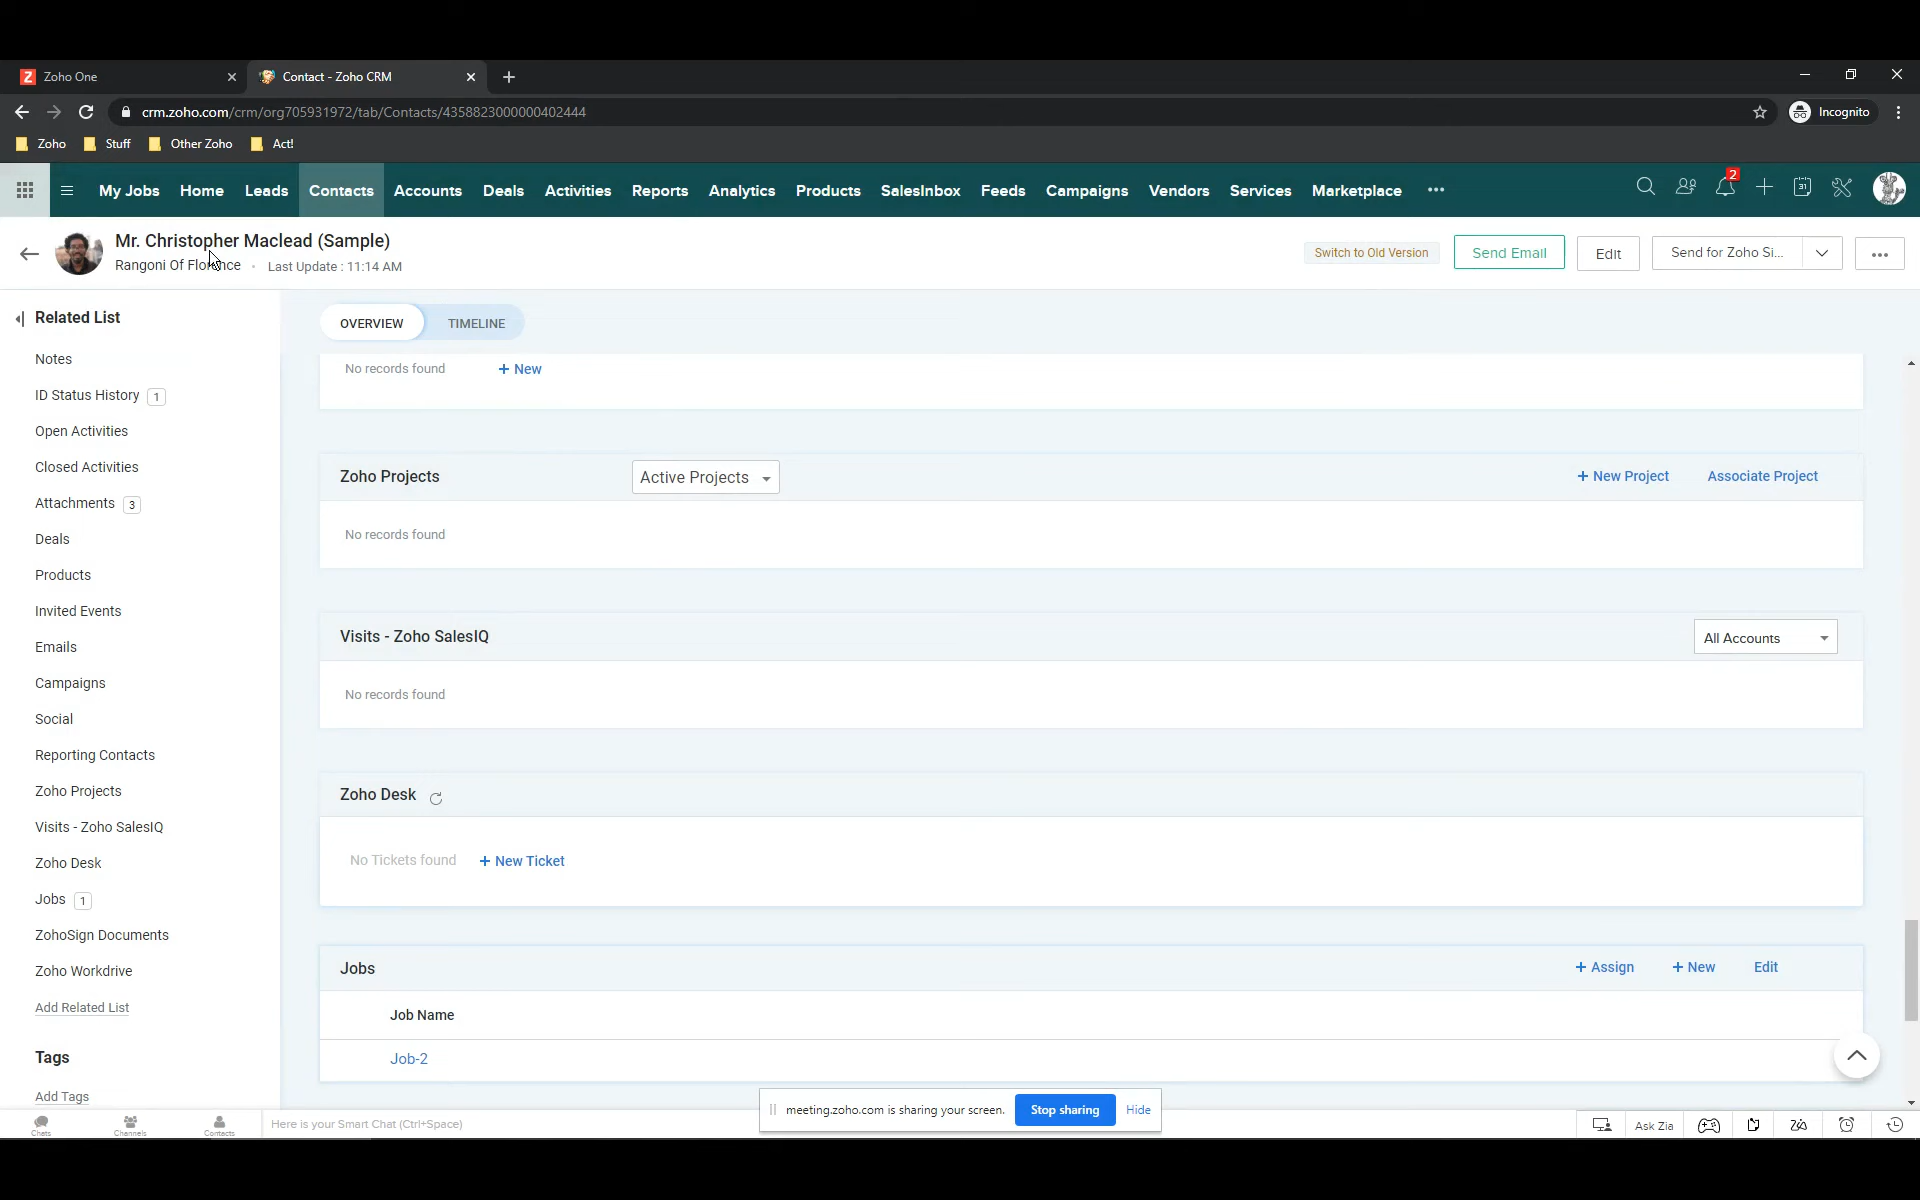 Zoho One
Contact - Zoho CRM
crm.zoho.com/crm/org705931972/tab/Contacts/4358823000000402444
Incognito
Zoho Stuff Other Zoho Act!
My Jobs Home Leads Contacts Accounts Deals Activities Reports Analytics Products SalesInbox Feeds Campaigns Vendors Services Marketplace
2
31
Mr. Christopher Maclead (Sample)
Rangoni Of Florence · Last Update : 11:14 AM
Switch to Old Version
Send Email
Edit
Send for Zoho Si...
Related List
Notes
ID Status History 1
Open Activities
Closed Activities
Attachments 3
Deals
Products
Invited Events
Emails
Campaigns
Social
Reporting Contacts
Zoho Projects
Visits - Zoho SalesIQ
Zoho Desk
Jobs 1
ZohoSign Documents
Zoho Workdrive
Add Related List
Tags
Add Tags
OVERVIEW TIMELINE
No records found + New
Zoho Projects Active Projects + New Project Associate Project
No records found
Visits - Zoho SalesIQ All Accounts
No records found
Zoho Desk
No Tickets found + New Ticket
Jobs + Assign + New Edit
Job Name
Job-2
meeting.zoho.com is sharing your screen. Stop sharing Hide
Chats Channels Contacts
Here is your Smart Chat (Ctrl+Space)
Ask Zia